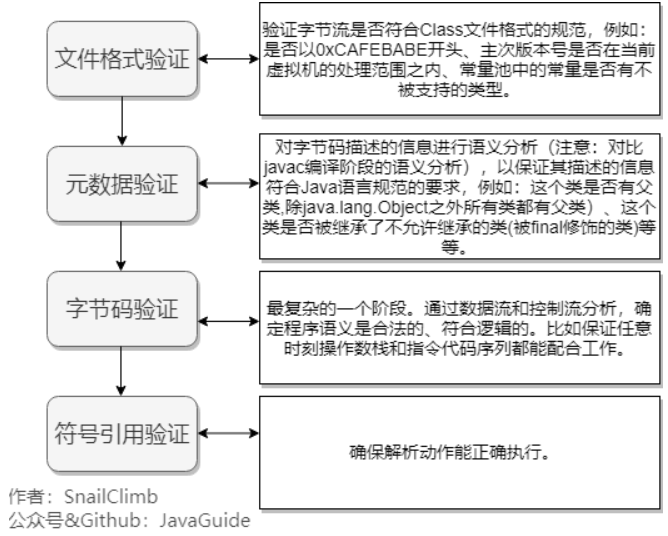 文件格式验证
验证字节流是否符合Class文件格式的规范，例如：
是否以0xCAFEBABE开头、主次版本号是否在当前
虚拟机的处理范围之内、常量池中的常量是否有不
被支持的类型。
元数据验证
对字节码描述的信息进行语义分析（注意：对比
javac编译阶段的语义分析），以保证其描述的信息
符合Java语言规范的要求，例如：这个类是否有父
类,除java.lang.Object之外所有类都有父类）、这个
类是否被继承了不允许继承的类(被final修饰的类)等
等。
字节码验证
最复杂的一个阶段。通过数据流和控制流分析，确
定程序语义是合法的、符合逻辑的。比如保证任意
时刻操作数栈和指令代码序列都能配合工作。
符号引用验证
确保解析动作能正确执行。
作者：SnailClimb
公众号&Github：JavaGuide